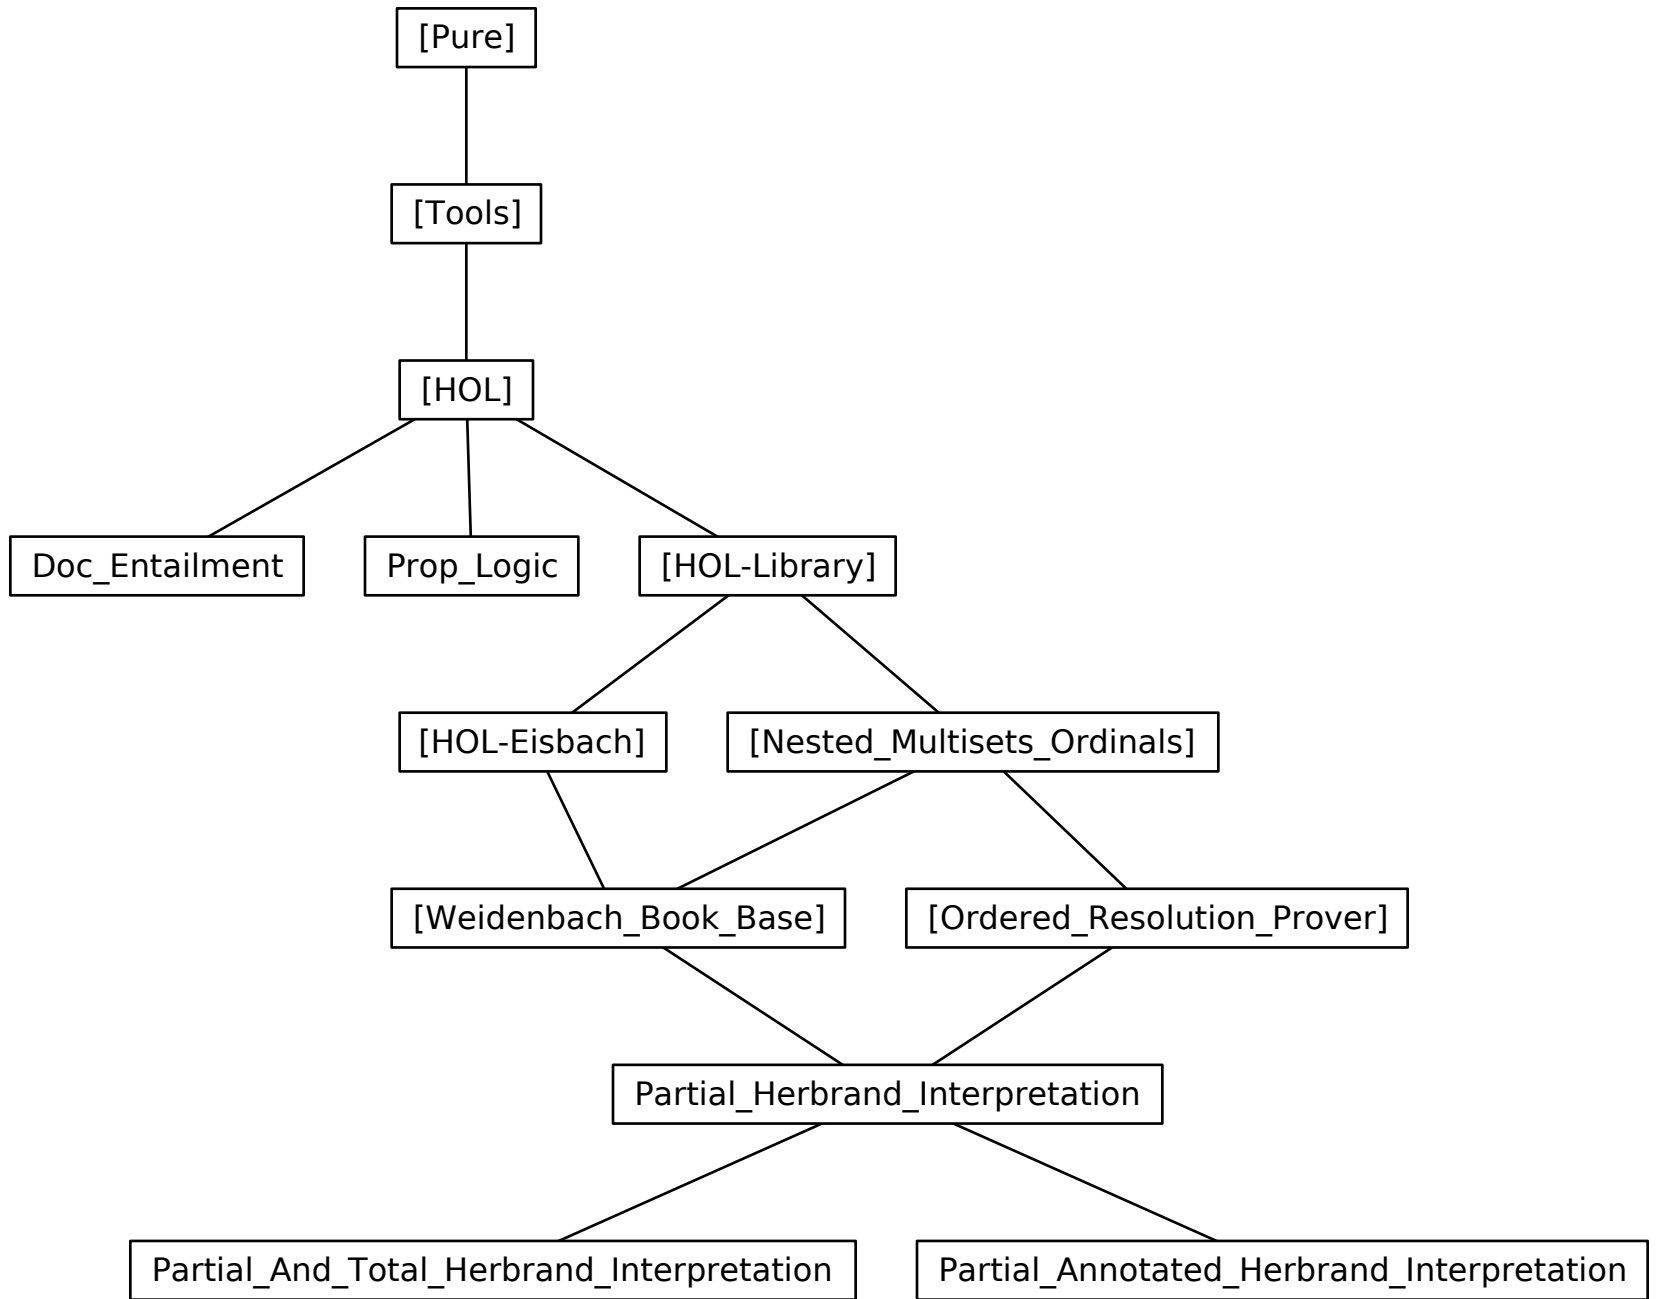 [Pure]
[Tools]
[HOL]
Doc_Entailment
Prop_Logic
[HOL-Library]
[HOL-Eisbach]
[Nested_Multisets_Ordinals]
[Weidenbach_Book_Base]
[Ordered_Resolution_Prover]
Partial_Herbrand_Interpretation
Partial_And_Total_Herbrand_Interpretation
Partial_Annotated_Herbrand_Interpretation